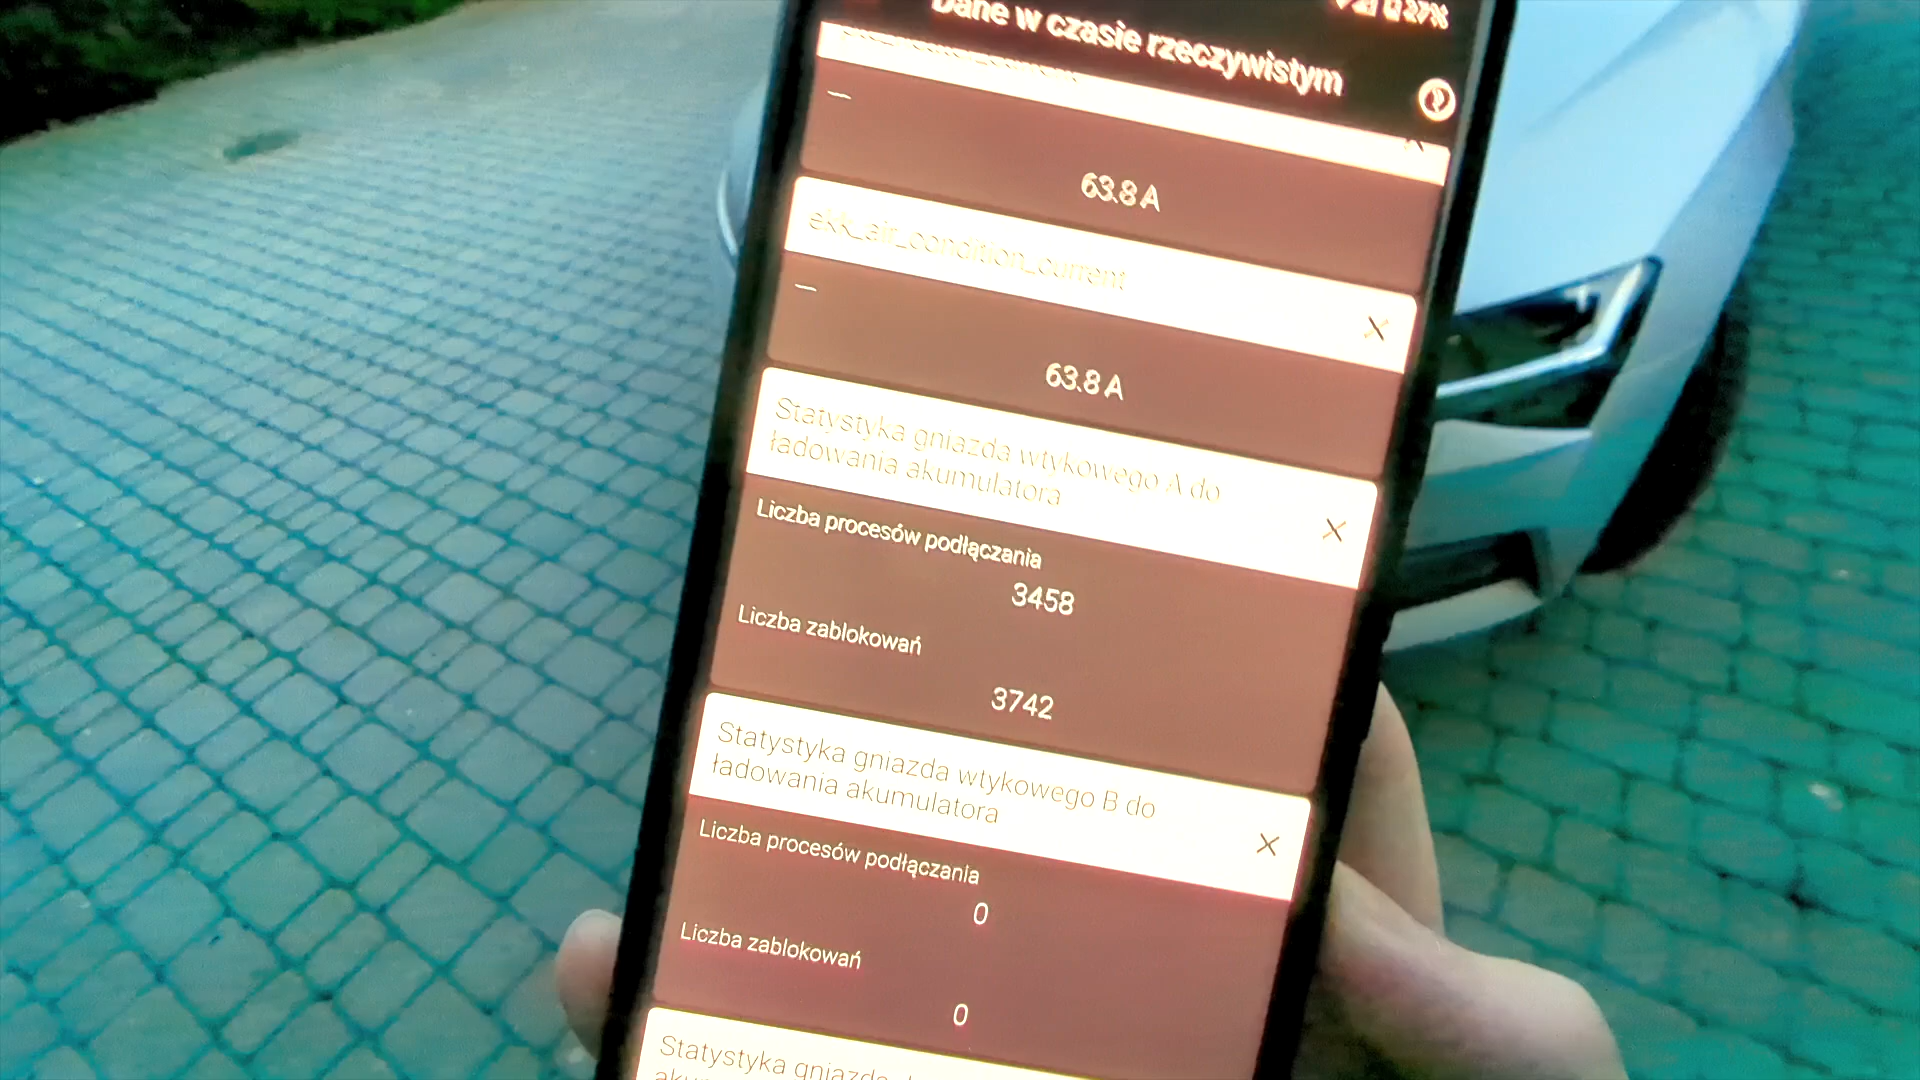 Dane w czasie rzeczywistym
–
63.8 A
ekk_air_condition_current
–
63.8 A
Statystyka gniazda wtykowego A do
ładowania akumulatora
Liczba procesów podłączania
3458
Liczba zablokowań
3742
Statystyka gniazda wtykowego B do
ładowania akumulatora
Liczba procesów podłączania
0
Liczba zablokowań
0
Statystyka gniazda